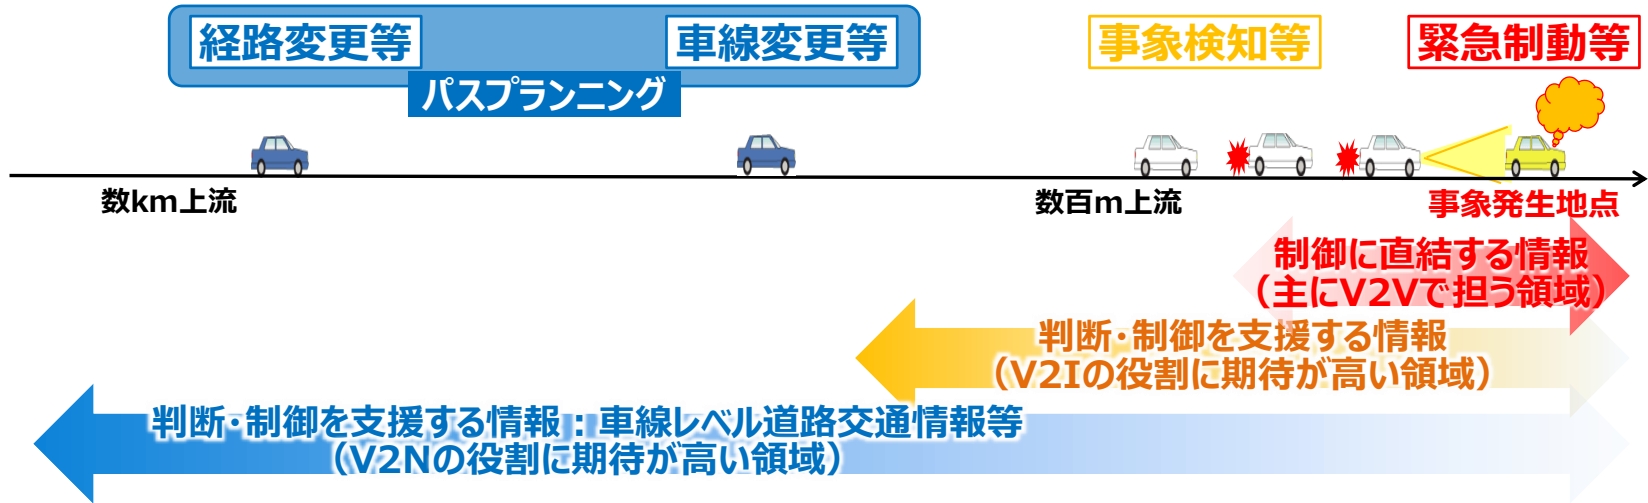 経路変更等
車線変更等
事象検知等
緊急制動等
パスプランニング
数km上流
数百m上流
事象発生地点
制御に直結する情報
（主にV2Vで担う領域）
判断・制御を支援する情報
（V2Iの役割に期待が高い領域）
判断・制御を支援する情報：車線レベル道路交通情報等
（V2Nの役割に期待が高い領域）